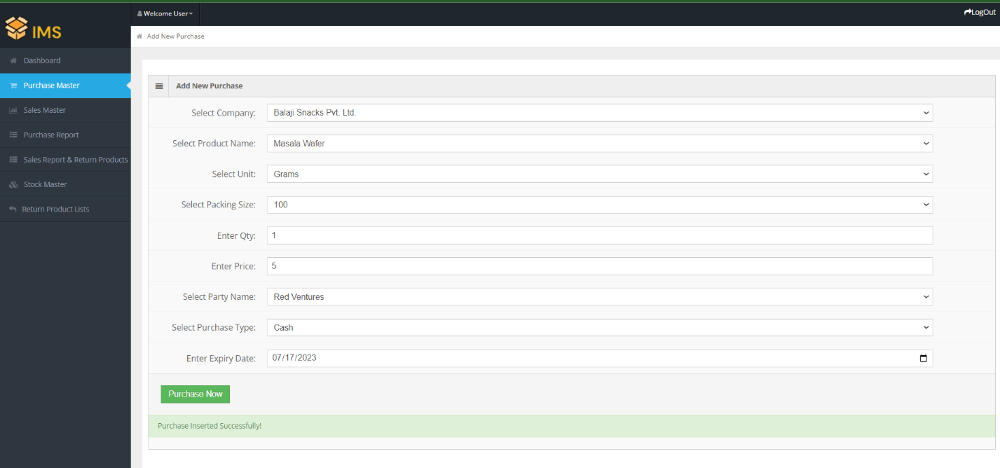 Welcome User
LogOut
IMS
Add New Purchase
Dashboard
Purchase Master
Sales Master
Purchase Report
Sales Report & Return Products
Stock Master
Return Product Lists
Add New Purchase
Select Company: Balaji Snacks Pvt. Ltd.
Select Product Name: Masala Wafer
Select Unit: Grams
Select Packing Size: 100
Enter Qty: 1
Enter Price: 5
Select Party Name: Red Ventures
Select Purchase Type: Cash
Enter Expiry Date: 07/17/2023
Purchase Now
Purchase Inserted Successfully!